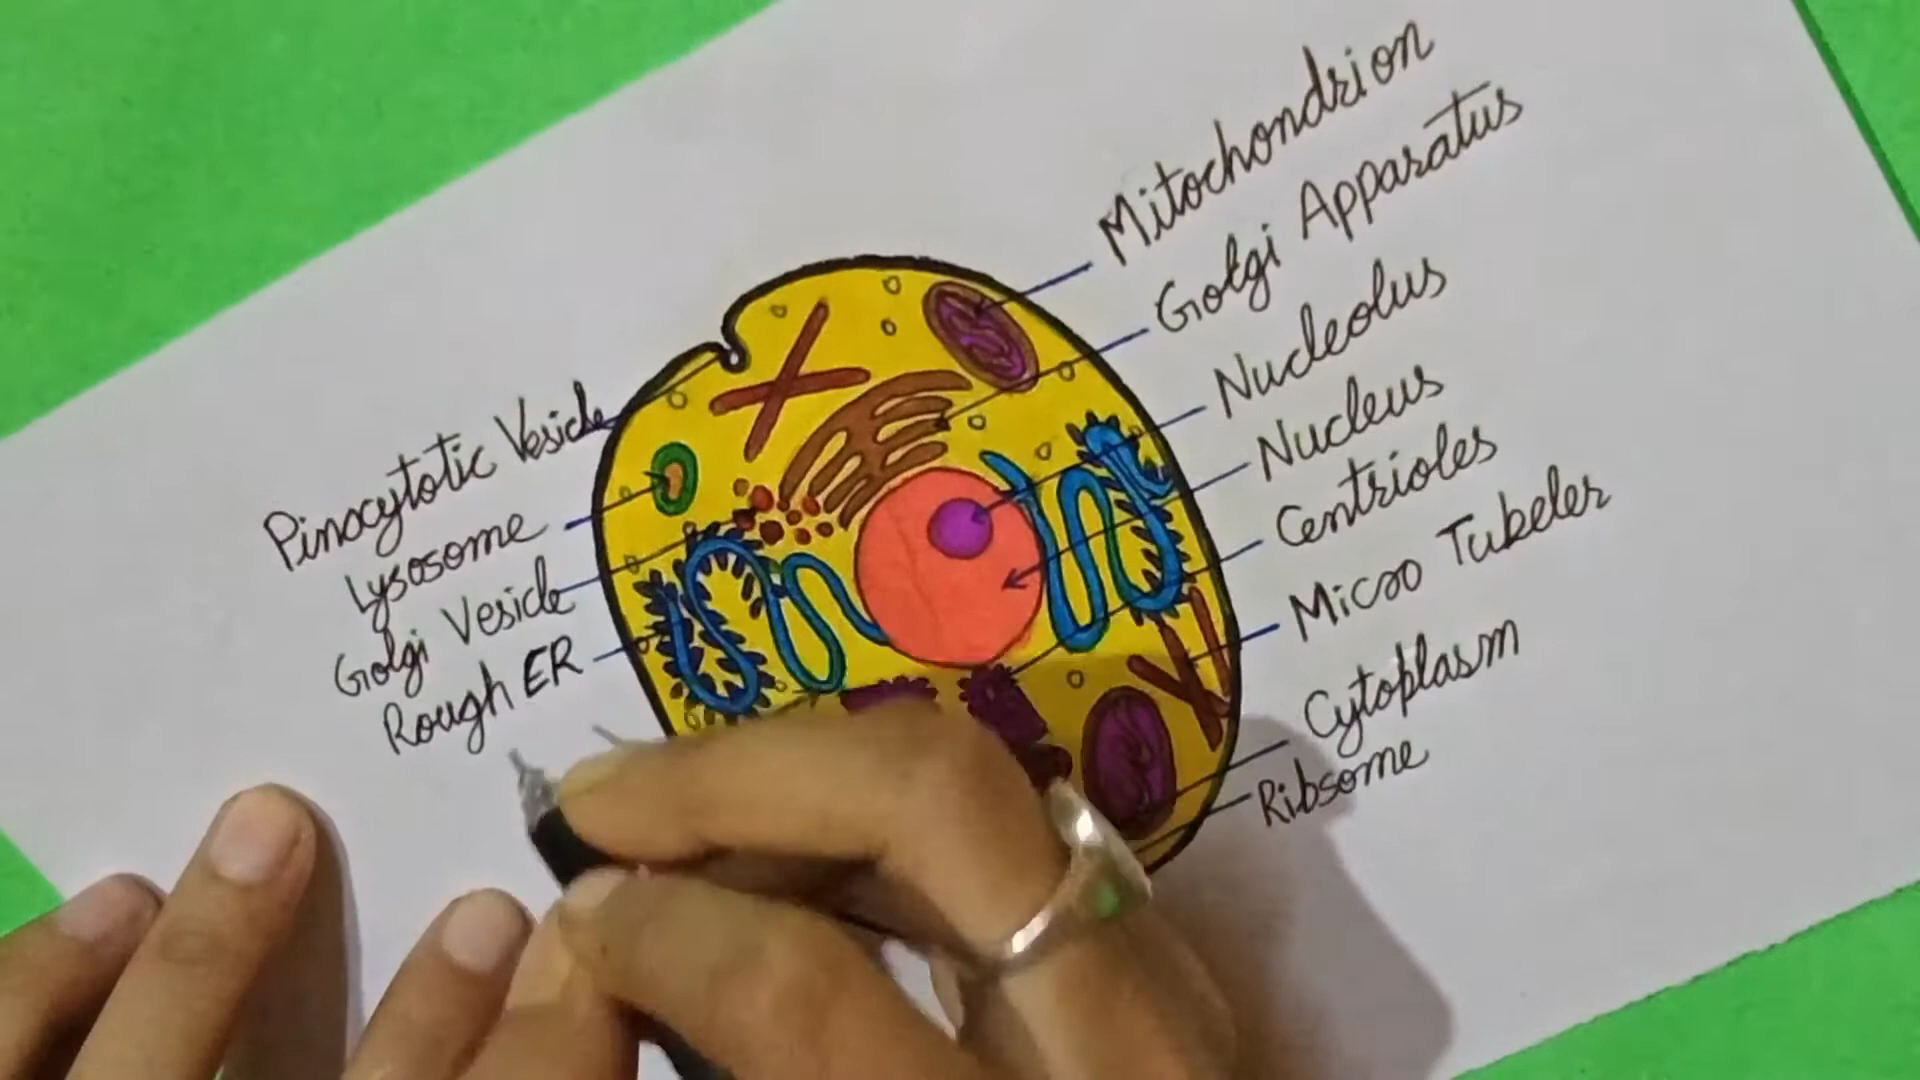 Mitochondrion
Golgi Apparatus
Nucleolus
Nucleus
Centrioles
Micro Tubeler
Cytoplasm
Ribsome
Pinocytotic Vesicle
Lysosome
Golgi Vesicle
Rough ER